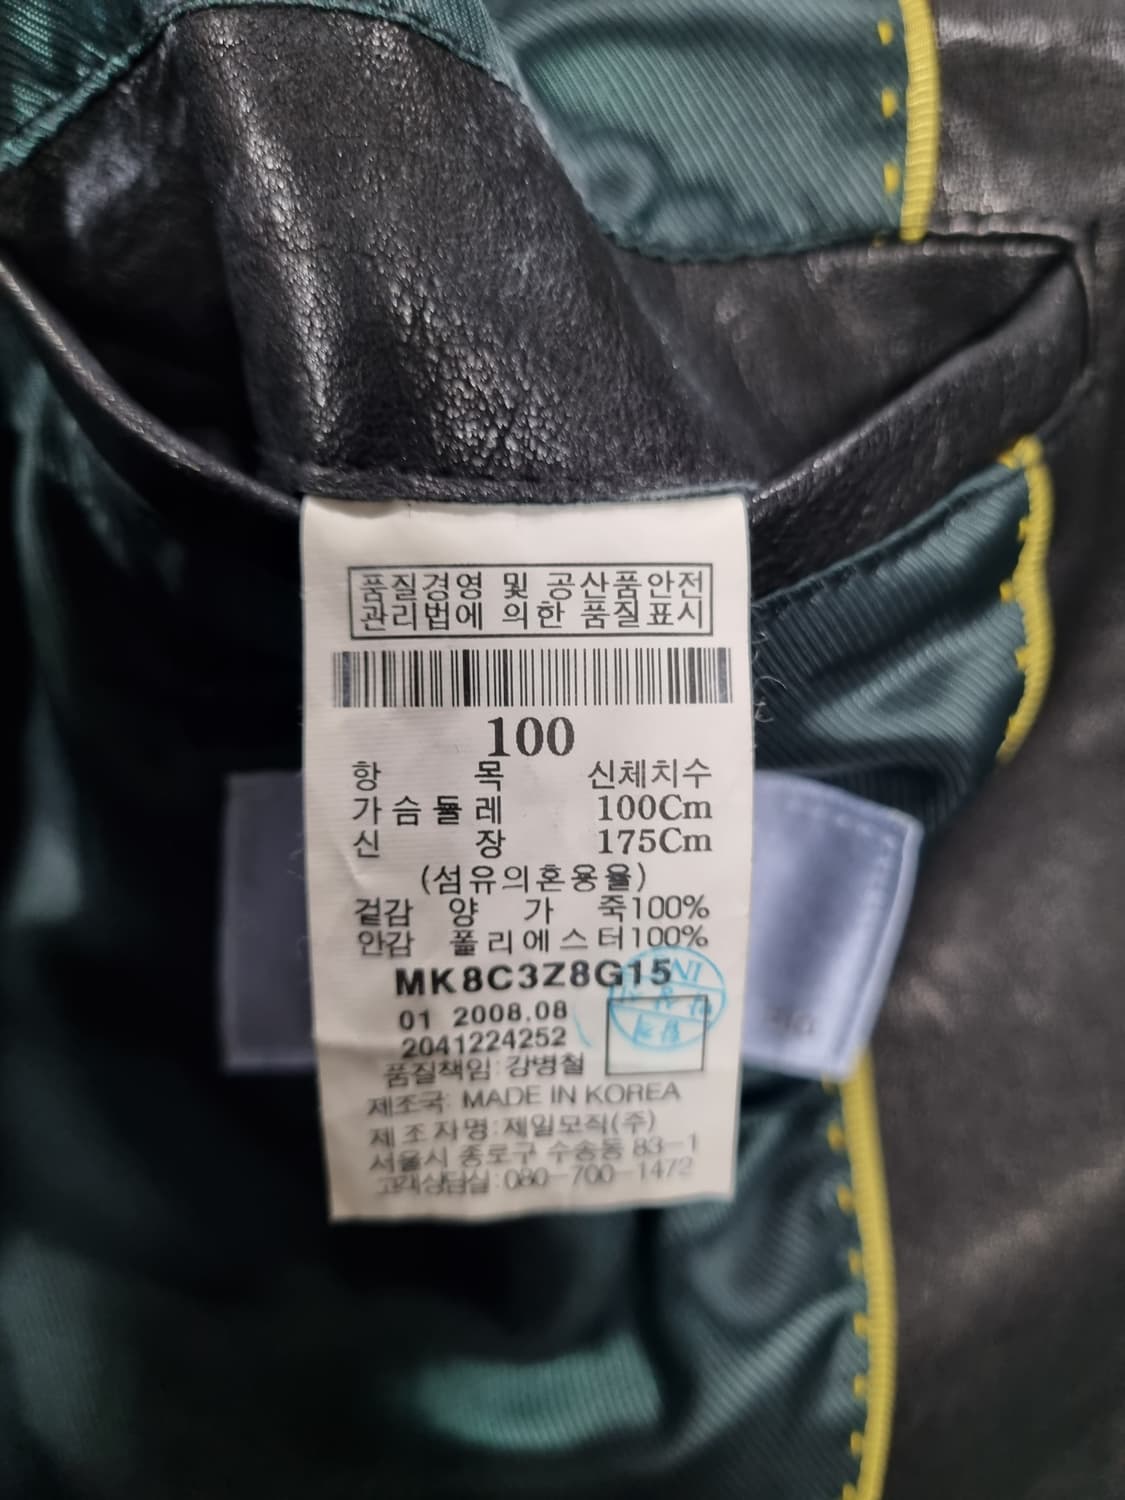 품질경영 및 공산품안전
관리법에 의한 품질표시
100
항 목 신체치수
가슴둘레 100Cm
신 장 175Cm
(섬유의혼용율)
겉감 양 가 죽100%
안감 폴리에스터100%
MK8C3Z8G15
01 2008.08
2041224252
품질책임:강병철
제조국: MADE IN KOREA
제조자명:제일모직(주)
서울시 종로구 수송동 83-1
고객상담실:080-700-1472